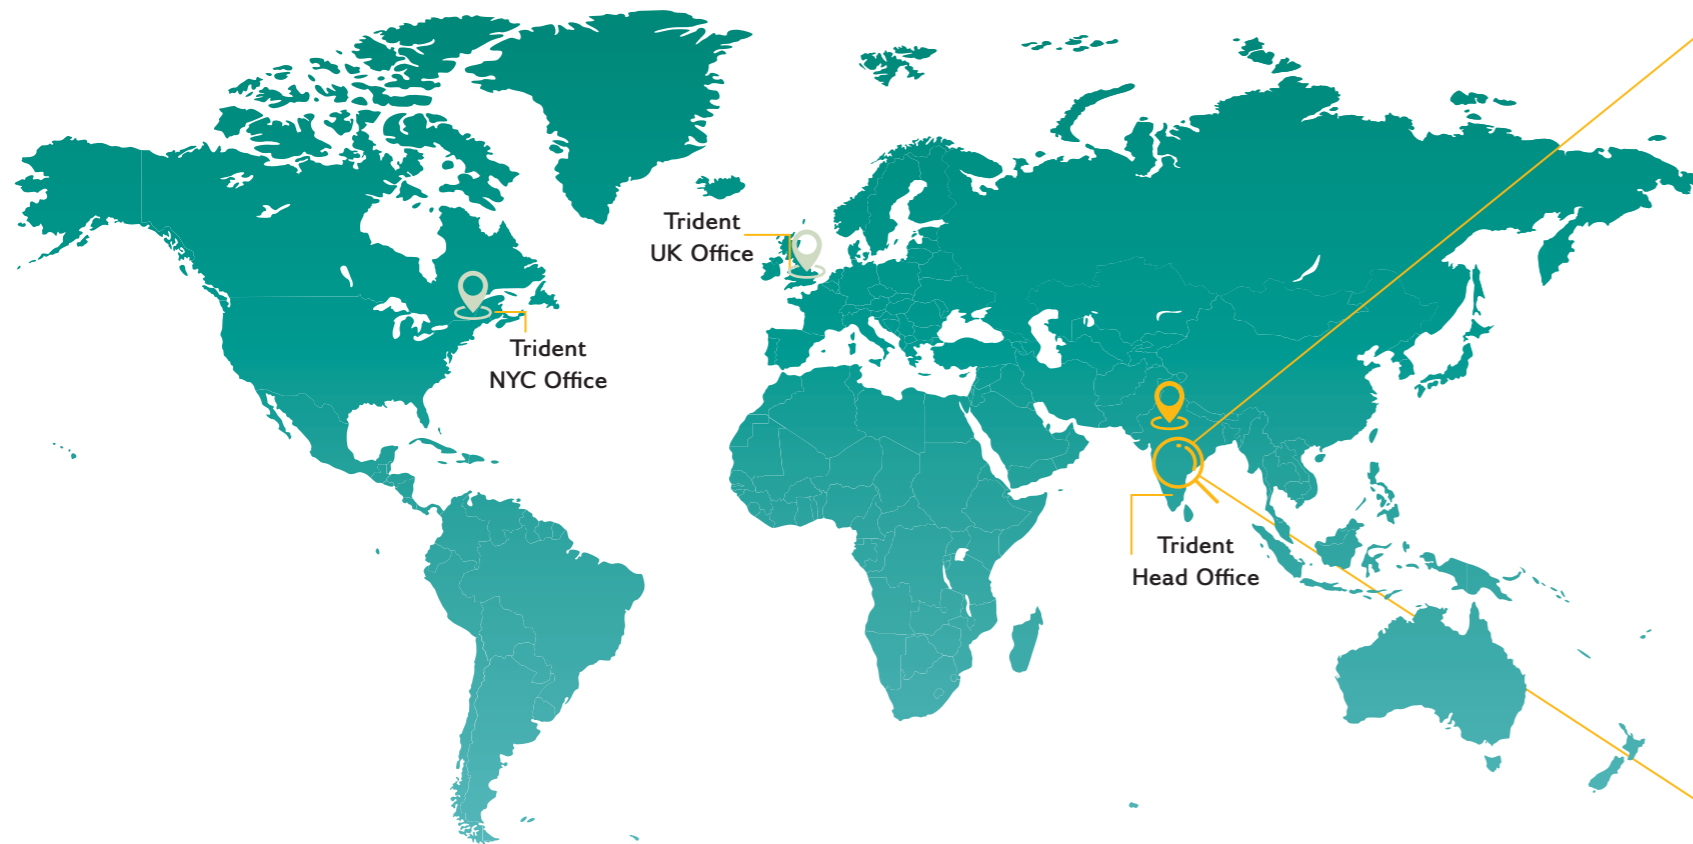 Trident
UK Office
Trident
NYC Office
Trident
Head Office